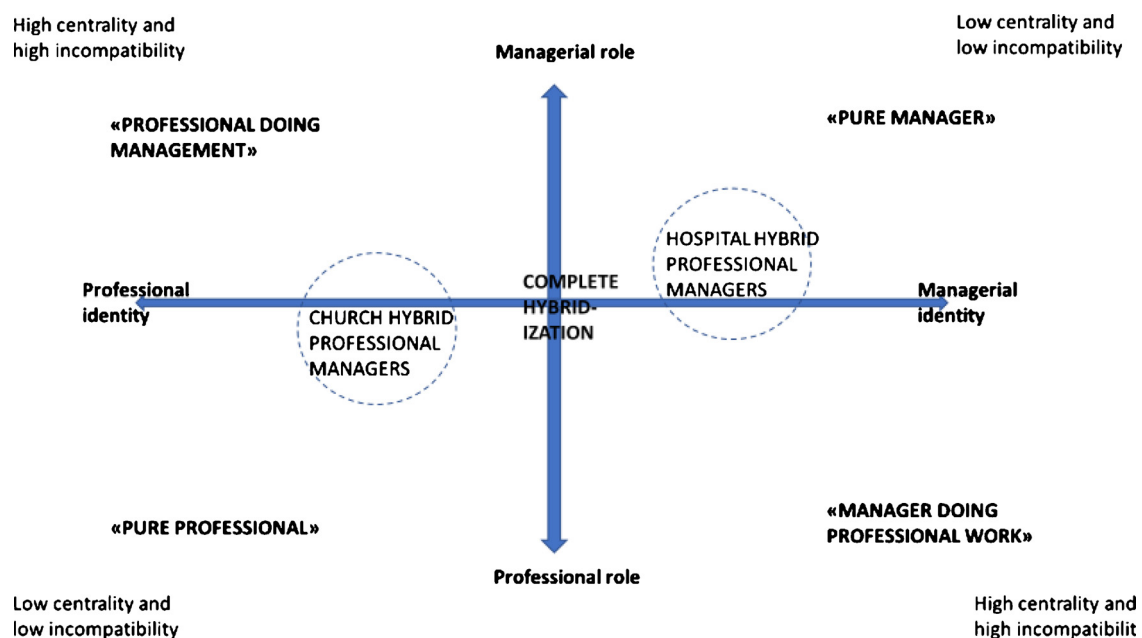 High centrality and
high incompatibility
Low centrality and
low incompatibility
Managerial role
«PROFESSIONAL DOING
MANAGEMENT»
«PURE MANAGER»
HOSPITAL HYBRID
PROFESSIONAL
MANAGERS
Professional
identity
COMPLETE
HYBRID-
IZATION
Managerial
identity
CHURCH HYBRID
PROFESSIONAL
MANAGERS
«PURE PROFESSIONAL»
«MANAGER DOING
PROFESSIONAL WORK»
Professional role
Low centrality and
low incompatibility
High centrality and
high incompatibilit